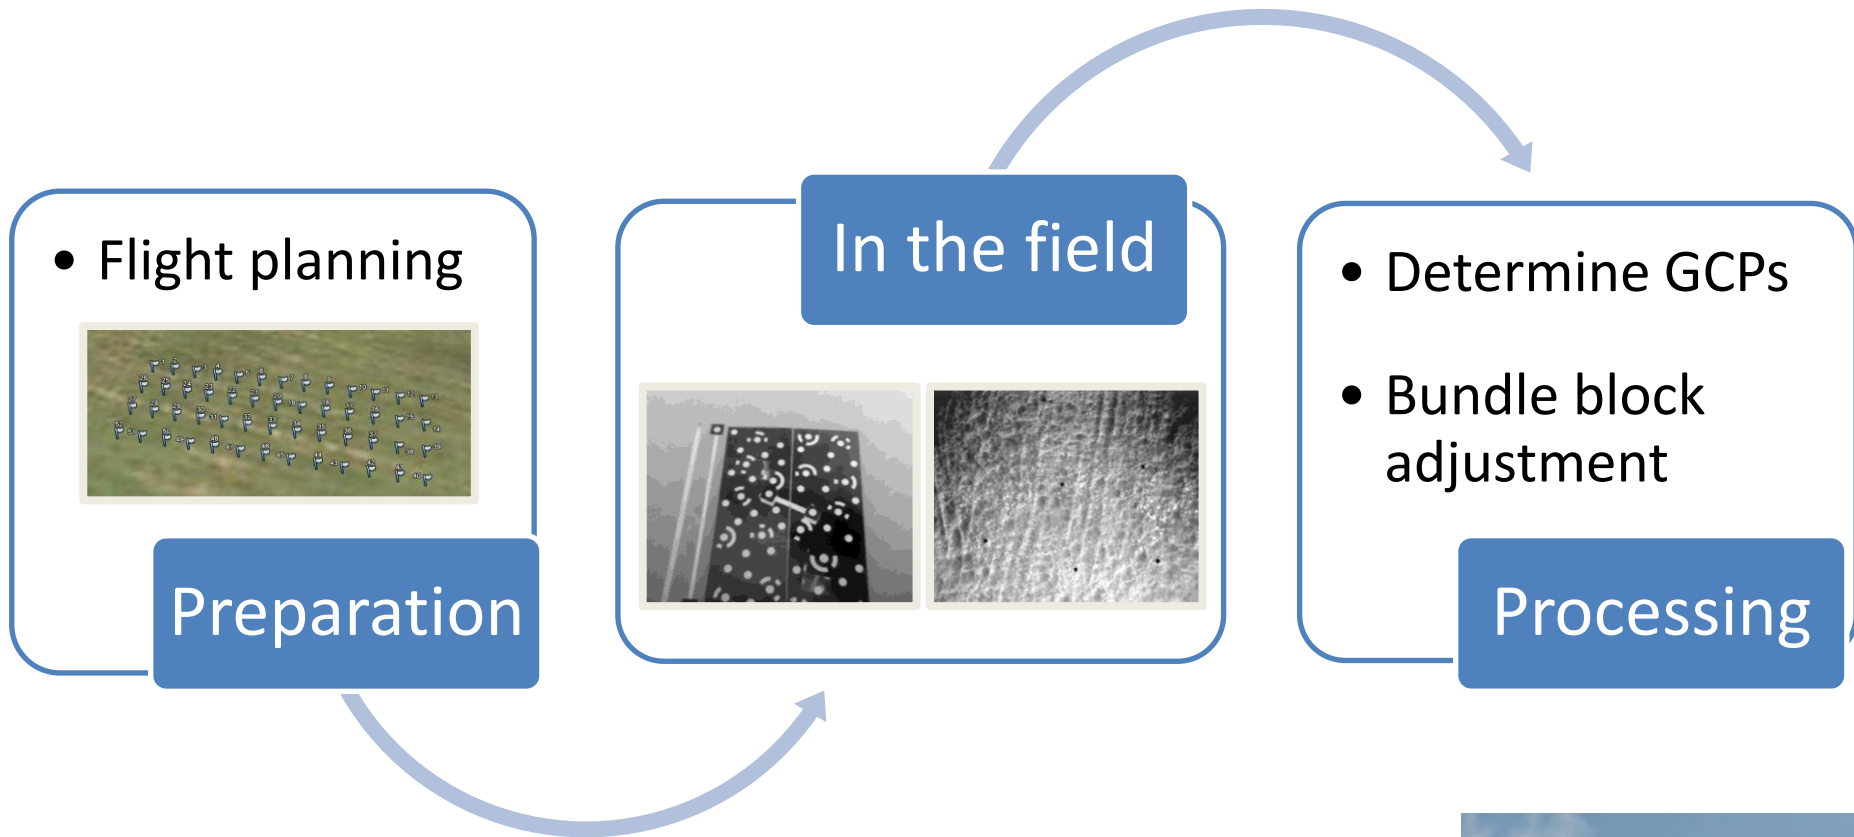 • Flight planning
Preparation
In the field
• Determine GCPs
• Bundle block
adjustment
Processing